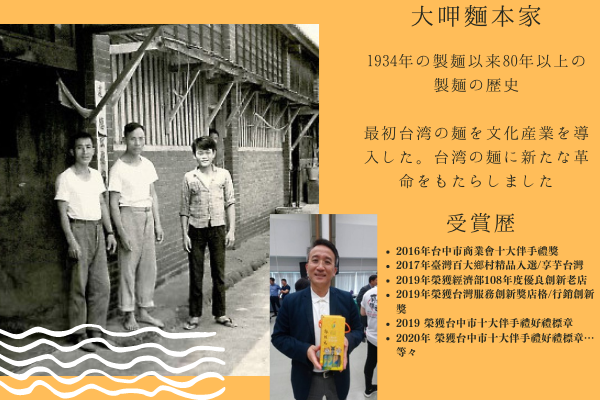 大呷麵本家
1934年の製麺以来80年以上の
製麺の歴史
最初台湾の麺を文化産業を導
入した。台湾の麺に新たな革
命をもたらしました
受賞歴
2016年台中市商業會十大伴手禮獎
2017年臺灣百大鄉村精品入選/享芋台灣
2019年榮獲經濟部108年度優良創新老店
2019年榮獲台灣服務創新獎店格/行銷創新
獎
2019 榮獲台中市十大伴手禮好禮標章
2020年 榮獲台中市十大伴手禮好禮標章…
等々